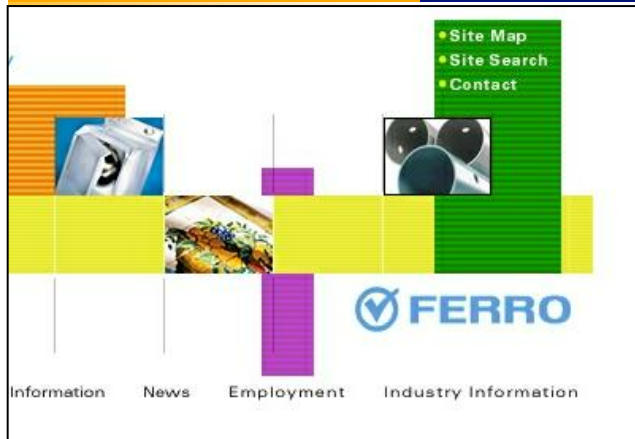 Site Map
Site Search
Contact
FERRO
Information News Employment Industry Information